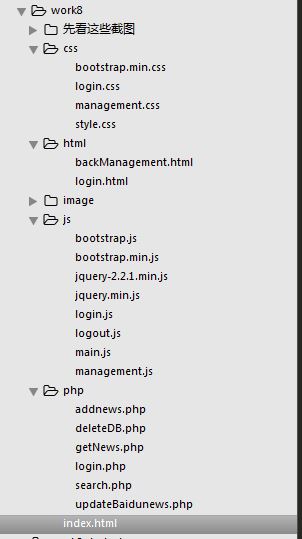 work8
先看这些截图
css
bootstrap.min.css
login.css
management.css
style.css
html
backManagement.html
login.html
image
js
bootstrap.js
bootstrap.min.js
jquery-2.2.1.min.js
jquery.min.js
login.js
logout.js
main.js
management.js
php
addnews.php
deleteDB.php
getNews.php
login.php
search.php
updateBaidunews.php
index.html